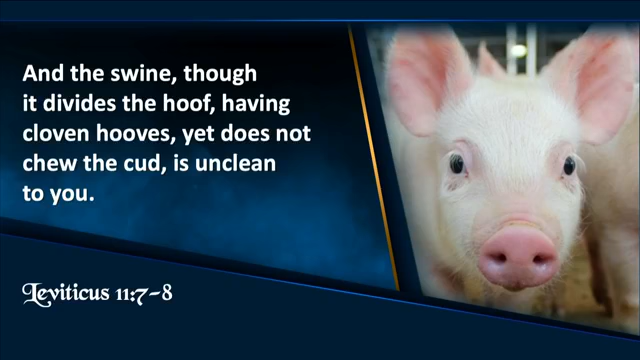 And the swine, though
it divides the hoof, having
cloven hooves, yet does not
chew the cud, is unclean
to you.
Leviticus 11:7-8